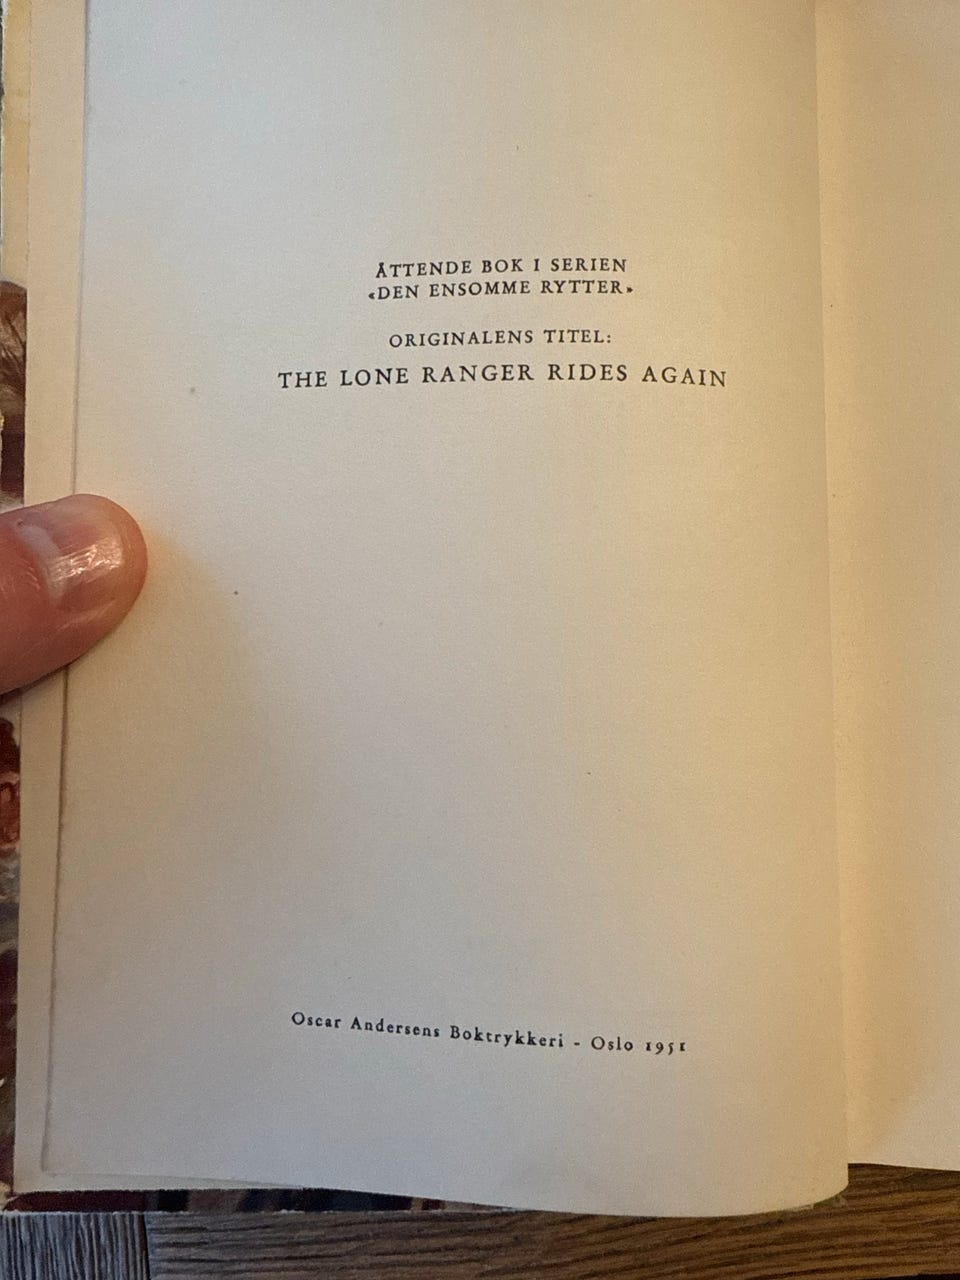 ÅTTENDE BOK I SERIEN
«DEN ENSOMME RYTTER»
ORIGINALENS TITEL:
THE LONE RANGER RIDES AGAIN
Oscar Andersens Boktrykkeri - Oslo 1951